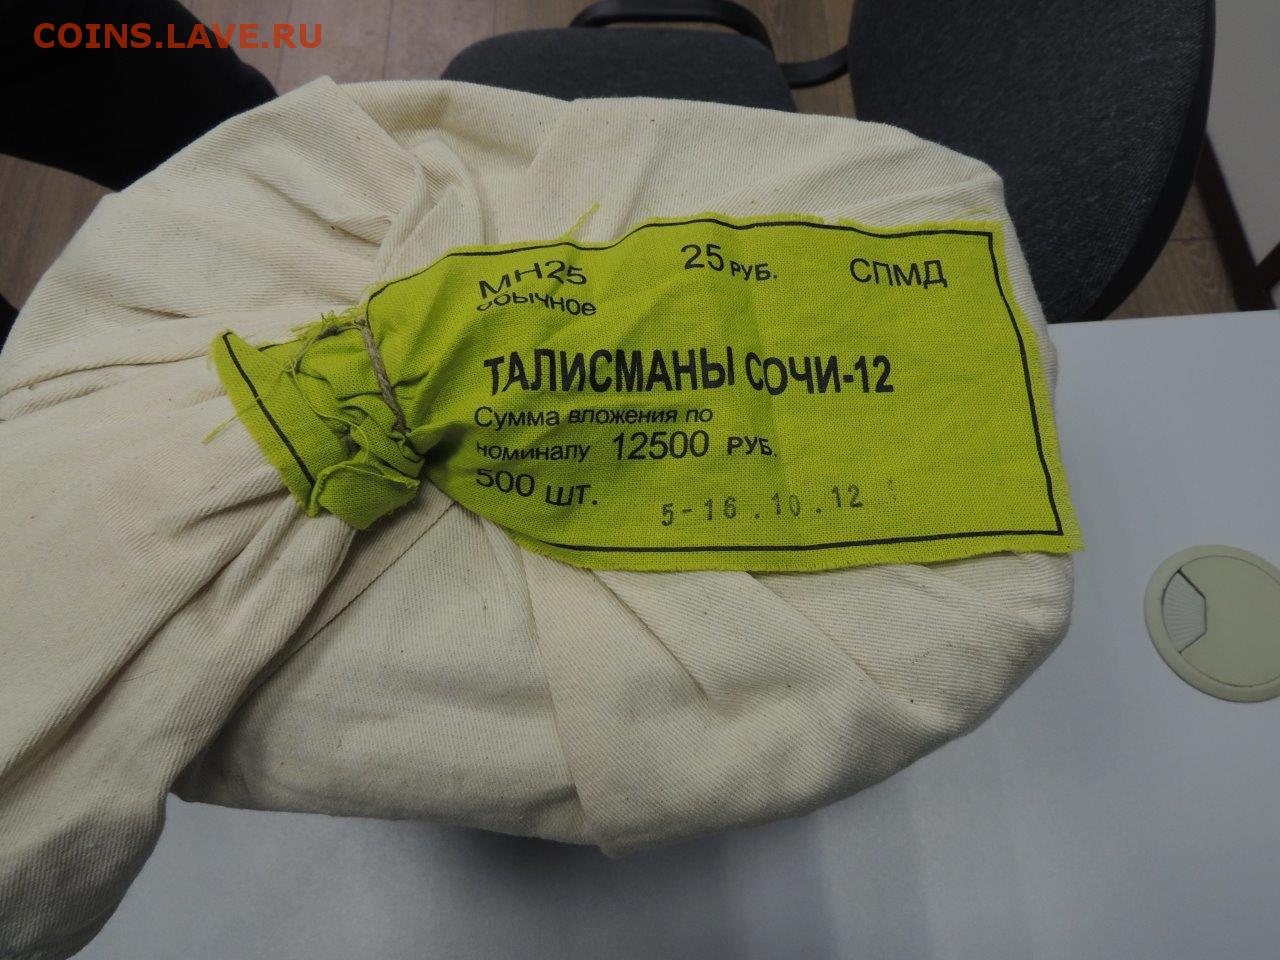 COINS.LAVE.RU
МН25 25 РУБ. СПМД
обычное
ТАЛИСМАНЫ СОЧИ-12
Сумма вложения по
номиналу 12500 РУБ.
500 шт.
5-16.10.12